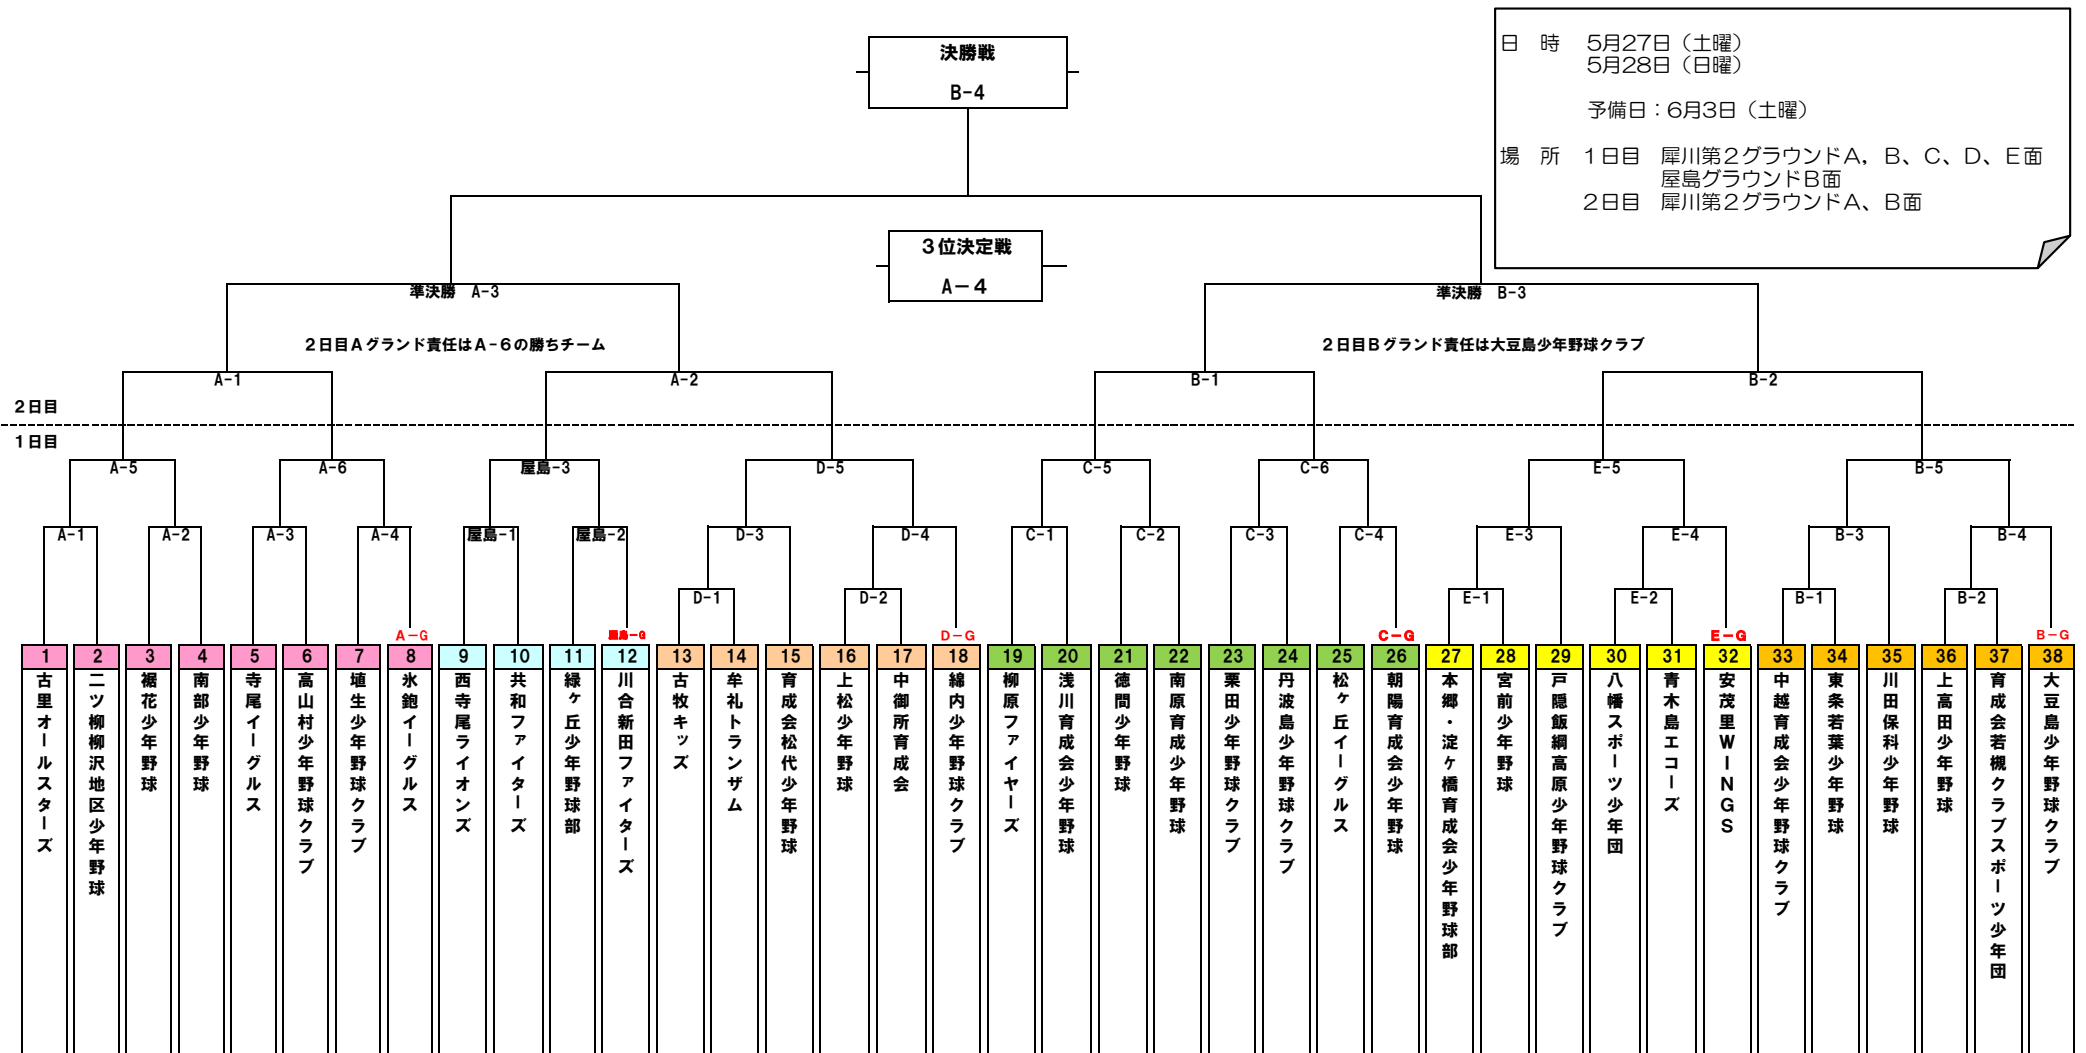 決勝戦
B-4
日　時　5月27日（土曜）
5月28日（日曜）
予備日：6月3日（土曜）
場　所　1日目　犀川第2グラウンドA，B、C、D、E面
屋島グラウンドB面
2日目　犀川第2グラウンドA、B面
3位決定戦
A－4
準決勝　A-3
準決勝　B-3
2日目Aグランド責任はA-6の勝ちチーム
2日目Bグランド責任は大豆島少年野球クラブ
A-1
A-2
B-1
B-2
2日目
1日目
A-5
A-6
屋島-3
D-5
C-5
C-6
E-5
B-5
A-1
A-2
A-3
A-4
屋島-1
屋島-2
D-3
D-4
C-1
C-2
C-3
C-4
E-3
E-4
B-3
B-4
D-1
D-2
E-1
E-2
B-1
B-2
A－G
屋島－G
D－G
C－G
E－G
B－G
1 古里オールスターズ
2 二ツ柳柳沢地区少年野球
3 裾花少年野球
4 南部少年野球
5 寺尾イーグルス
6 高山村少年野球クラブ
7 埴生少年野球クラブ
8 氷鉋イーグルス
9 西寺尾ライオンズ
10 共和ファイターズ
11 緑ヶ丘少年野球部
12 川合新田ファイターズ
13 古牧キッズ
14 牟礼トランザム
15 育成会松代少年野球
16 上松少年野球
17 中御所育成会
18 綿内少年野球クラブ
19 柳原ファイヤーズ
20 浅川育成会少年野球
21 徳間少年野球
22 南原育成少年野球
23 栗田少年野球クラブ
24 丹波島少年野球クラブ
25 松ヶ丘イーグルス
26 朝陽育成会少年野球
27 本郷・淀ヶ橋育成会少年野球部
28 宮前少年野球
29 戸隠飯綱高原少年野球クラブ
30 八幡スポーツ少年団
31 青木島エコーズ
32 安茂里WINGS
33 中越育成会少年野球クラブ
34 東条若葉少年野球
35 川田保科少年野球
36 上高田少年野球
37 育成会若槻クラブスポーツ少年団
38 大豆島少年野球クラブ